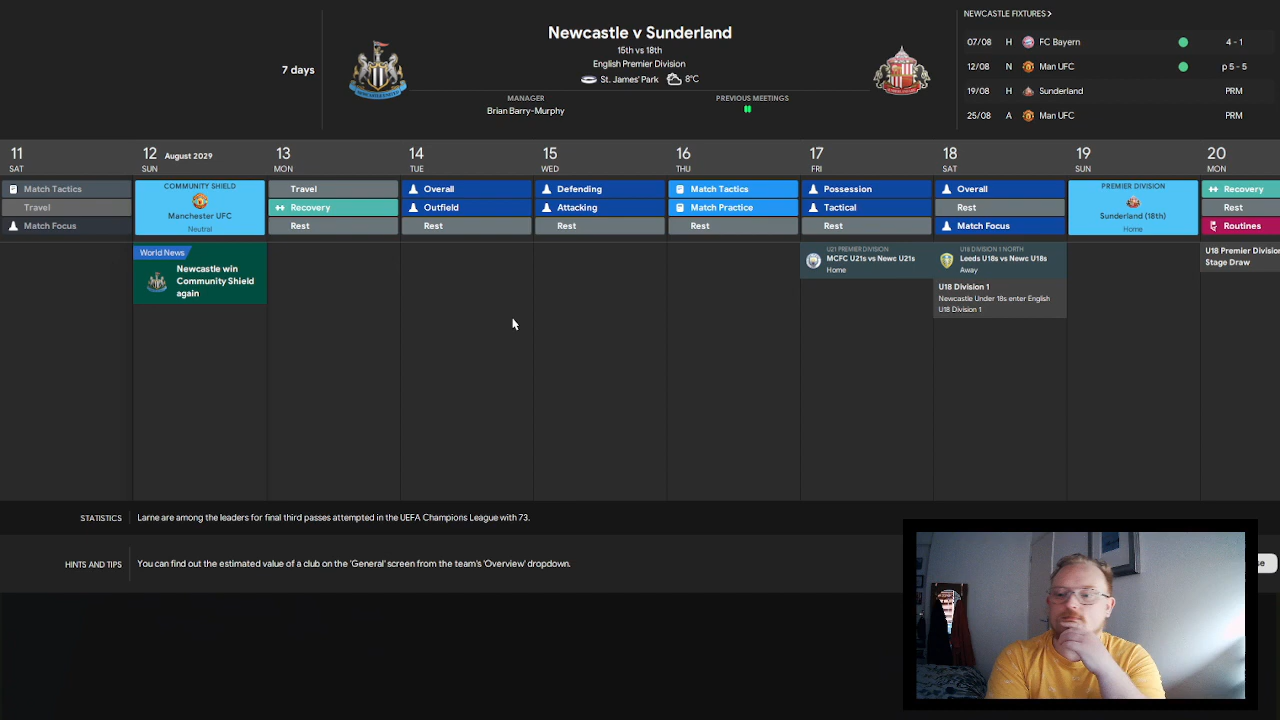 7 days
Newcastle v Sunderland
15th vs 18th
English Premier Division
St. James' Park 8°C
MANAGER
Brian Barry-Murphy
PREVIOUS MEETINGS
NEWCASTLE FIXTURES >
07/08 H FC Bayern 4 - 1
12/08 N Man UFC p 5 - 5
19/08 H Sunderland PRM
25/08 A Man UFC PRM
11
SAT
12 August 2029
SUN
13
MON
14
TUE
15
WED
16
THU
17
FRI
18
SAT
19
SUN
20
MON
Match Tactics
Travel
Match Focus
COMMUNITY SHIELD
Manchester UFC
Neutral
World News
Newcastle win
Community Shield
again
Travel
Recovery
Rest
Overall
Outfield
Rest
Defending
Attacking
Rest
Match Tactics
Match Practice
Rest
Possession
Tactical
Rest
U21 PREMIER DIVISION
MCFC U21s vs Newc U21s
Home
Overall
Rest
Match Focus
U18 DIVISION 1 NORTH
Leeds U18s vs Newc U18s
Away
U18 Division 1
Newcastle Under 18s enter English
U18 Division 1
PREMIER DIVISION
Sunderland (18th)
Home
Recovery
Rest
Routines
U18 Premier Division
Stage Draw
STATISTICS
Larne are among the leaders for final third passes attempted in the UEFA Champions League with 73.
HINTS AND TIPS
You can find out the estimated value of a club on the 'General' screen from the team's 'Overview' dropdown.